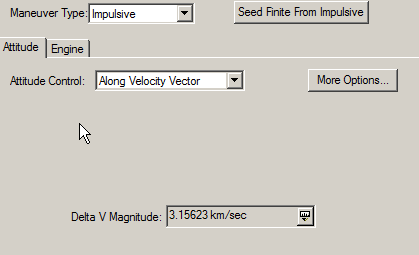 Maneuver Type: Impulsive Seed Finite From Impulsive
Attitude Engine
Attitude Control: Along Velocity Vector More Options...
Delta V Magnitude: 3.15623 km/sec